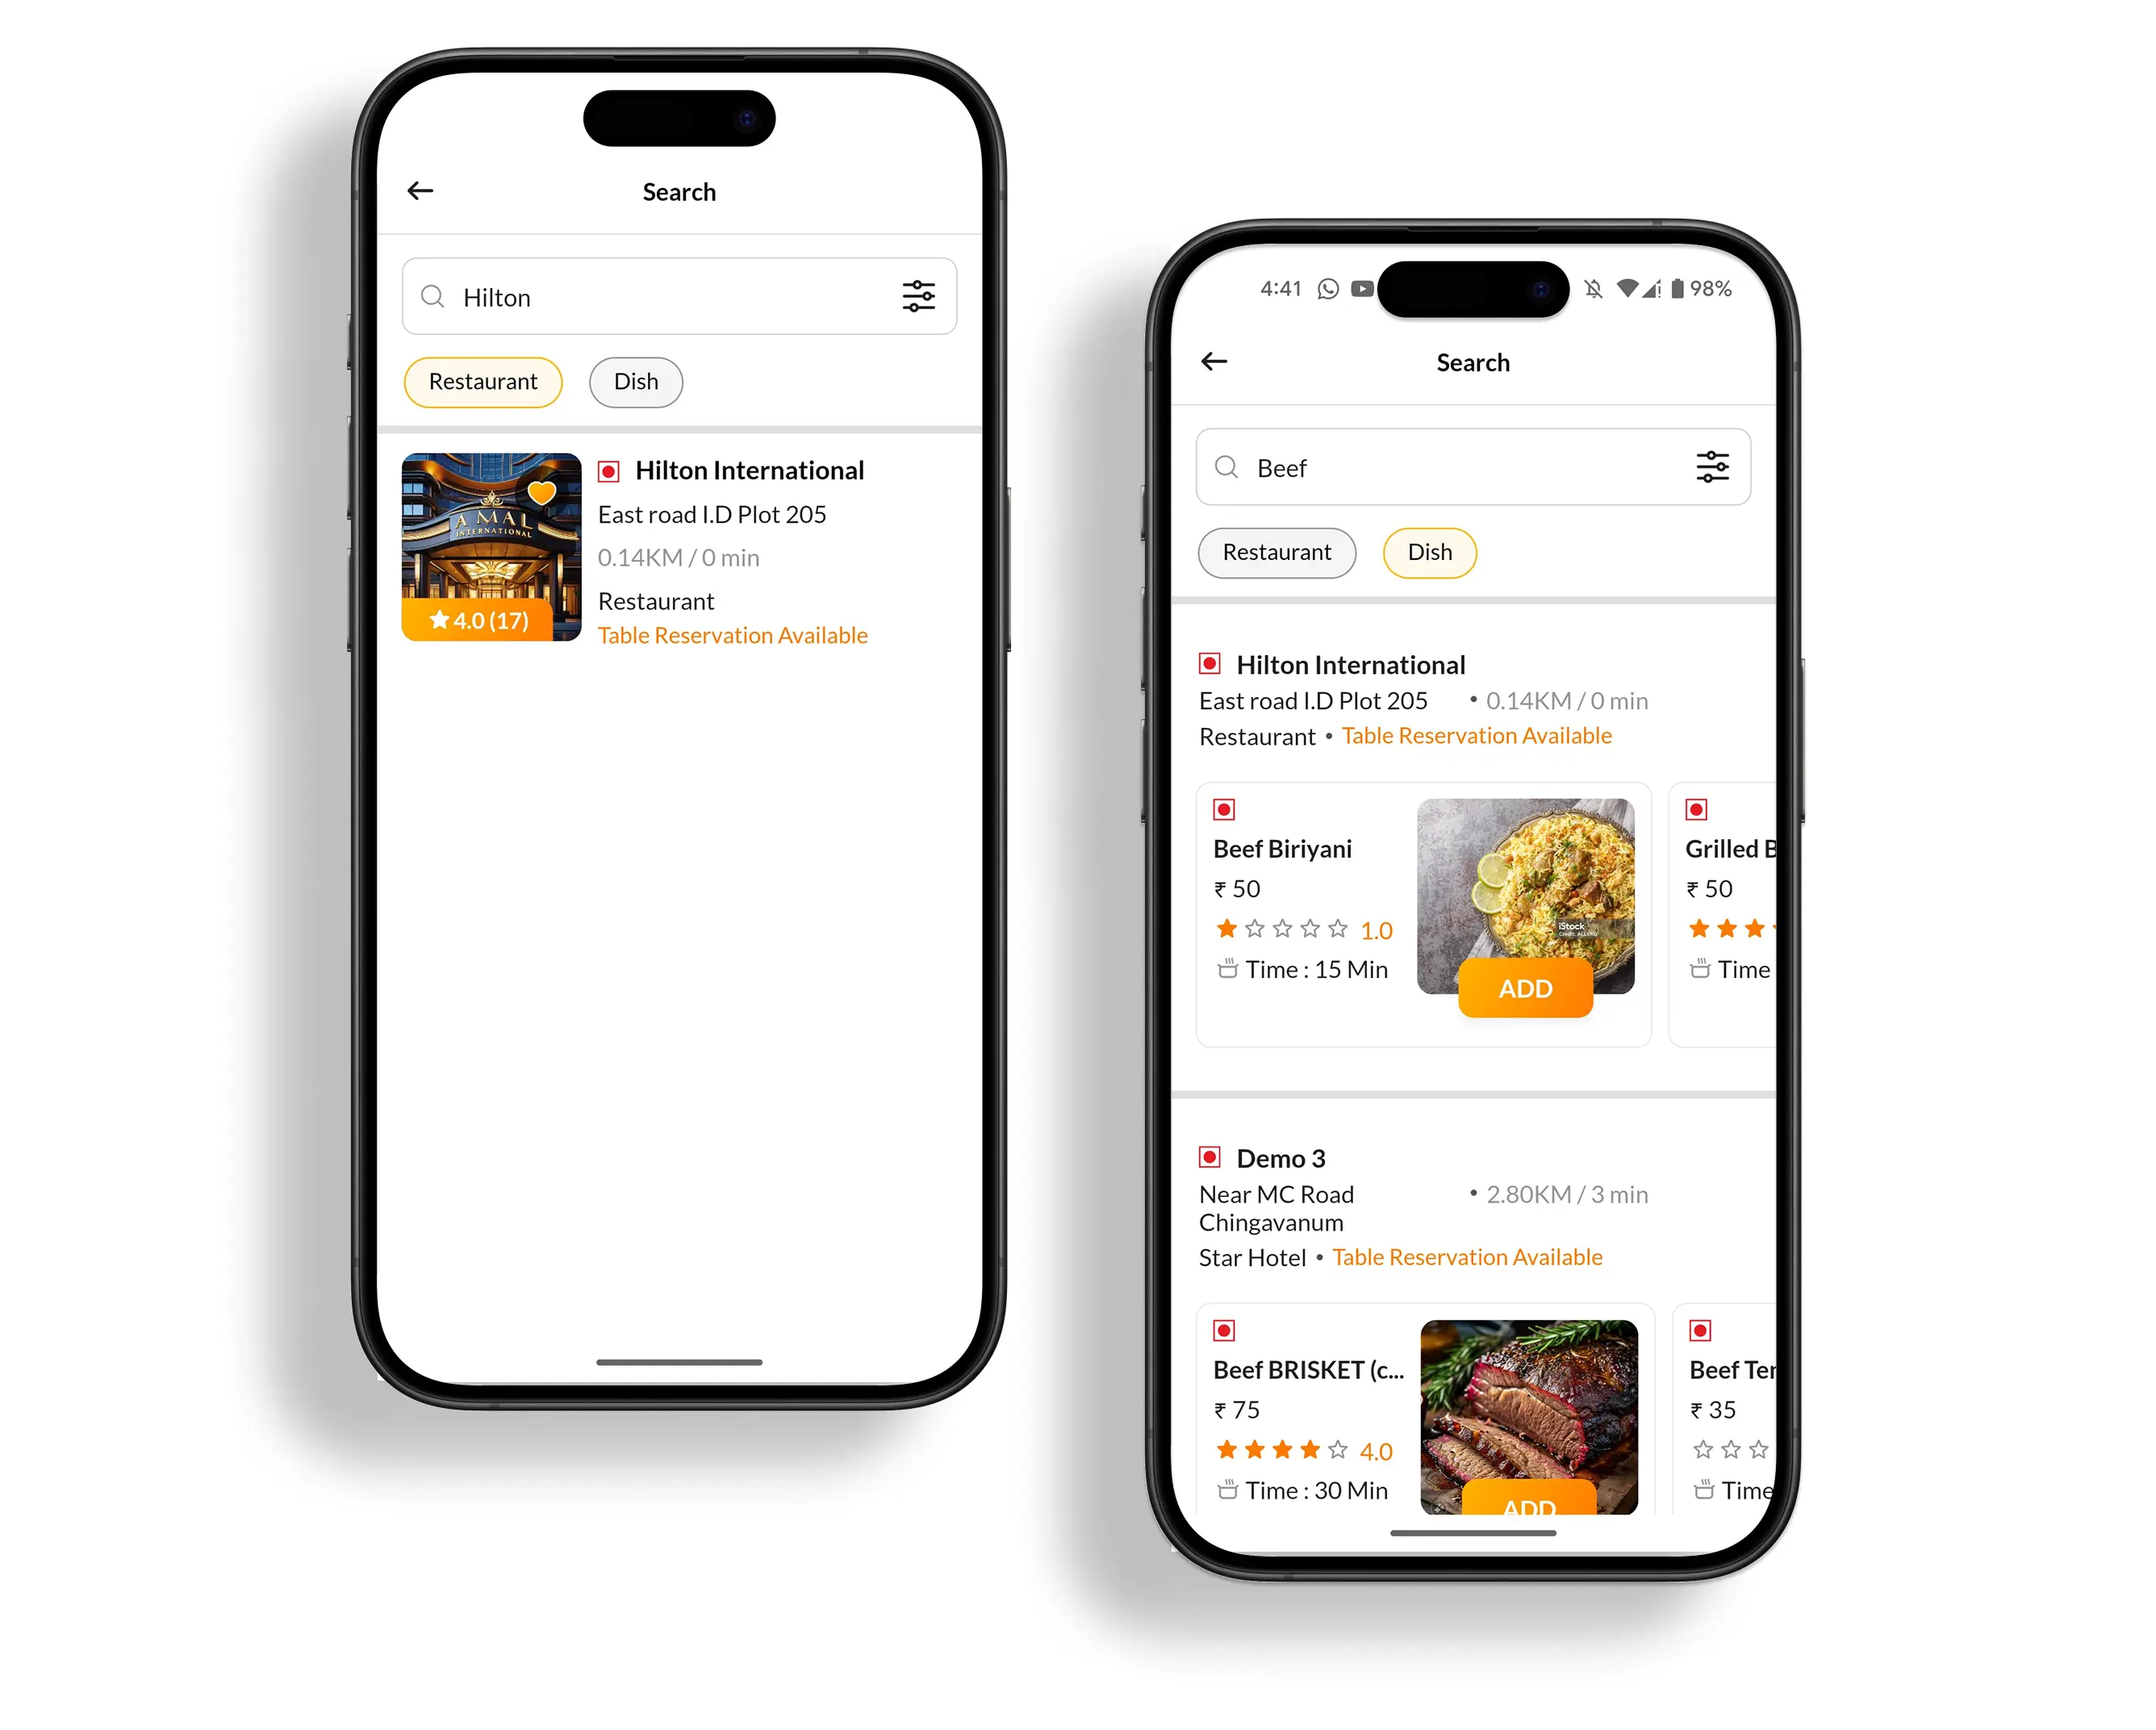 Search
Hilton
Restaurant
Dish
A MAL
INTERNATIONAL
4.0 (17)
Hilton International
East road I.D Plot 205
0.14KM / 0 min
Restaurant
Table Reservation Available
4:41
98%
Search
Beef
Restaurant
Dish
Hilton International
East road I.D Plot 205 • 0.14KM / 0 min
Restaurant • Table Reservation Available
Beef Biriyani
₹ 50
1.0
Time : 15 Min
iStock
Credit: ALLEKO
ADD
Grilled B
₹ 50
Time
Demo 3
Near MC Road • 2.80KM / 3 min
Chingavanum
Star Hotel • Table Reservation Available
Beef BRISKET (c...
₹ 75
4.0
Time : 30 Min
ADD
Beef Ter
₹ 35
Time